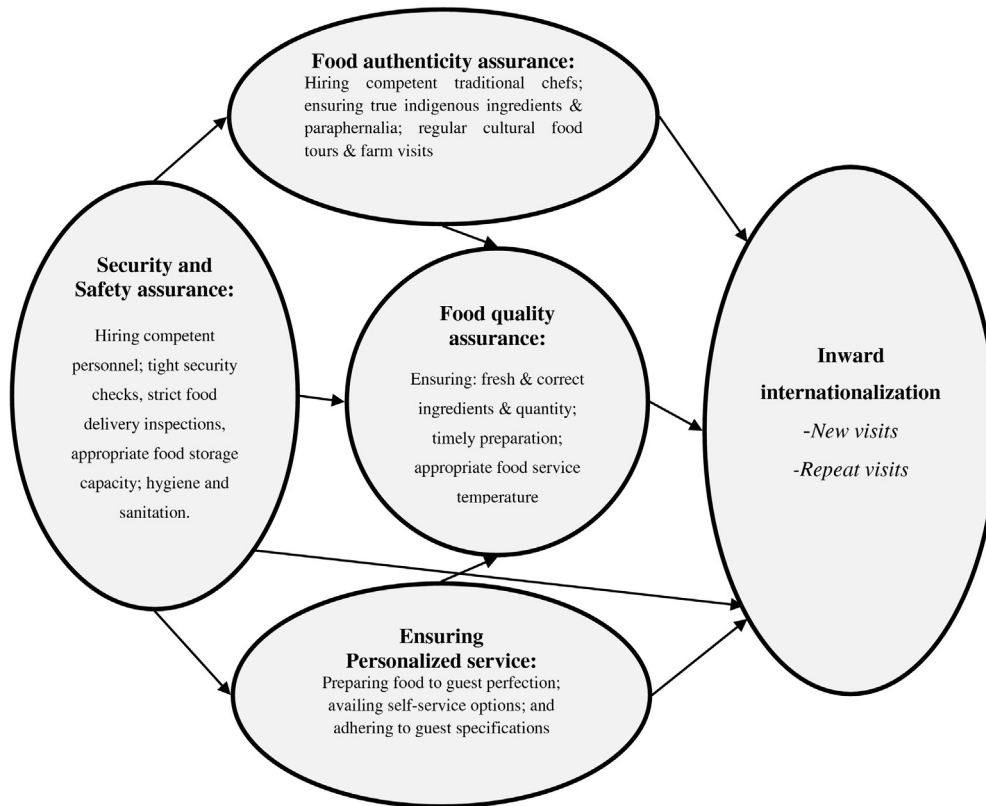 Food authenticity assurance:
Hiring competent traditional chefs;
ensuring true indigenous ingredients &
paraphernalia; regular cultural food
tours & farm visits
Security and
Safety assurance:
Hiring competent
personnel; tight security
checks, strict food
delivery inspections,
appropriate food storage
capacity; hygiene and
sanitation.
Food quality
assurance:
Ensuring: fresh & correct
ingredients & quantity;
timely preparation;
appropriate food service
temperature
Inward
internationalization
-New visits
-Repeat visits
Ensuring
Personalized service:
Preparing food to guest perfection;
availing self-service options; and
adhering to guest specifications